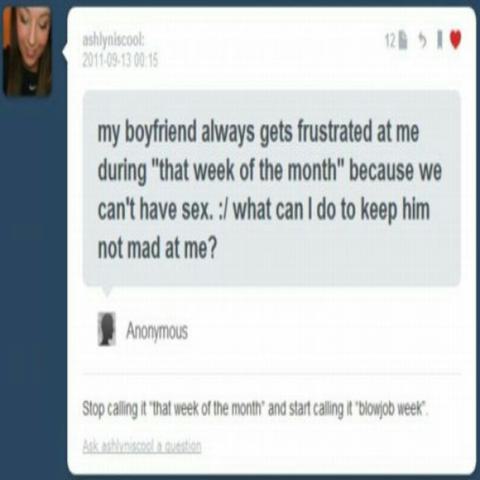 ashlyniscool:
12
2011-09-13 00:15
my boyfriend always gets frustrated at me
during "that week of the month" because we
can't have sex. :/ what can I do to keep him
not mad at me?
Anonymous
Stop calling it "that week of the month" and start calling it "blowjob week".
Ask ashlyniscool a question